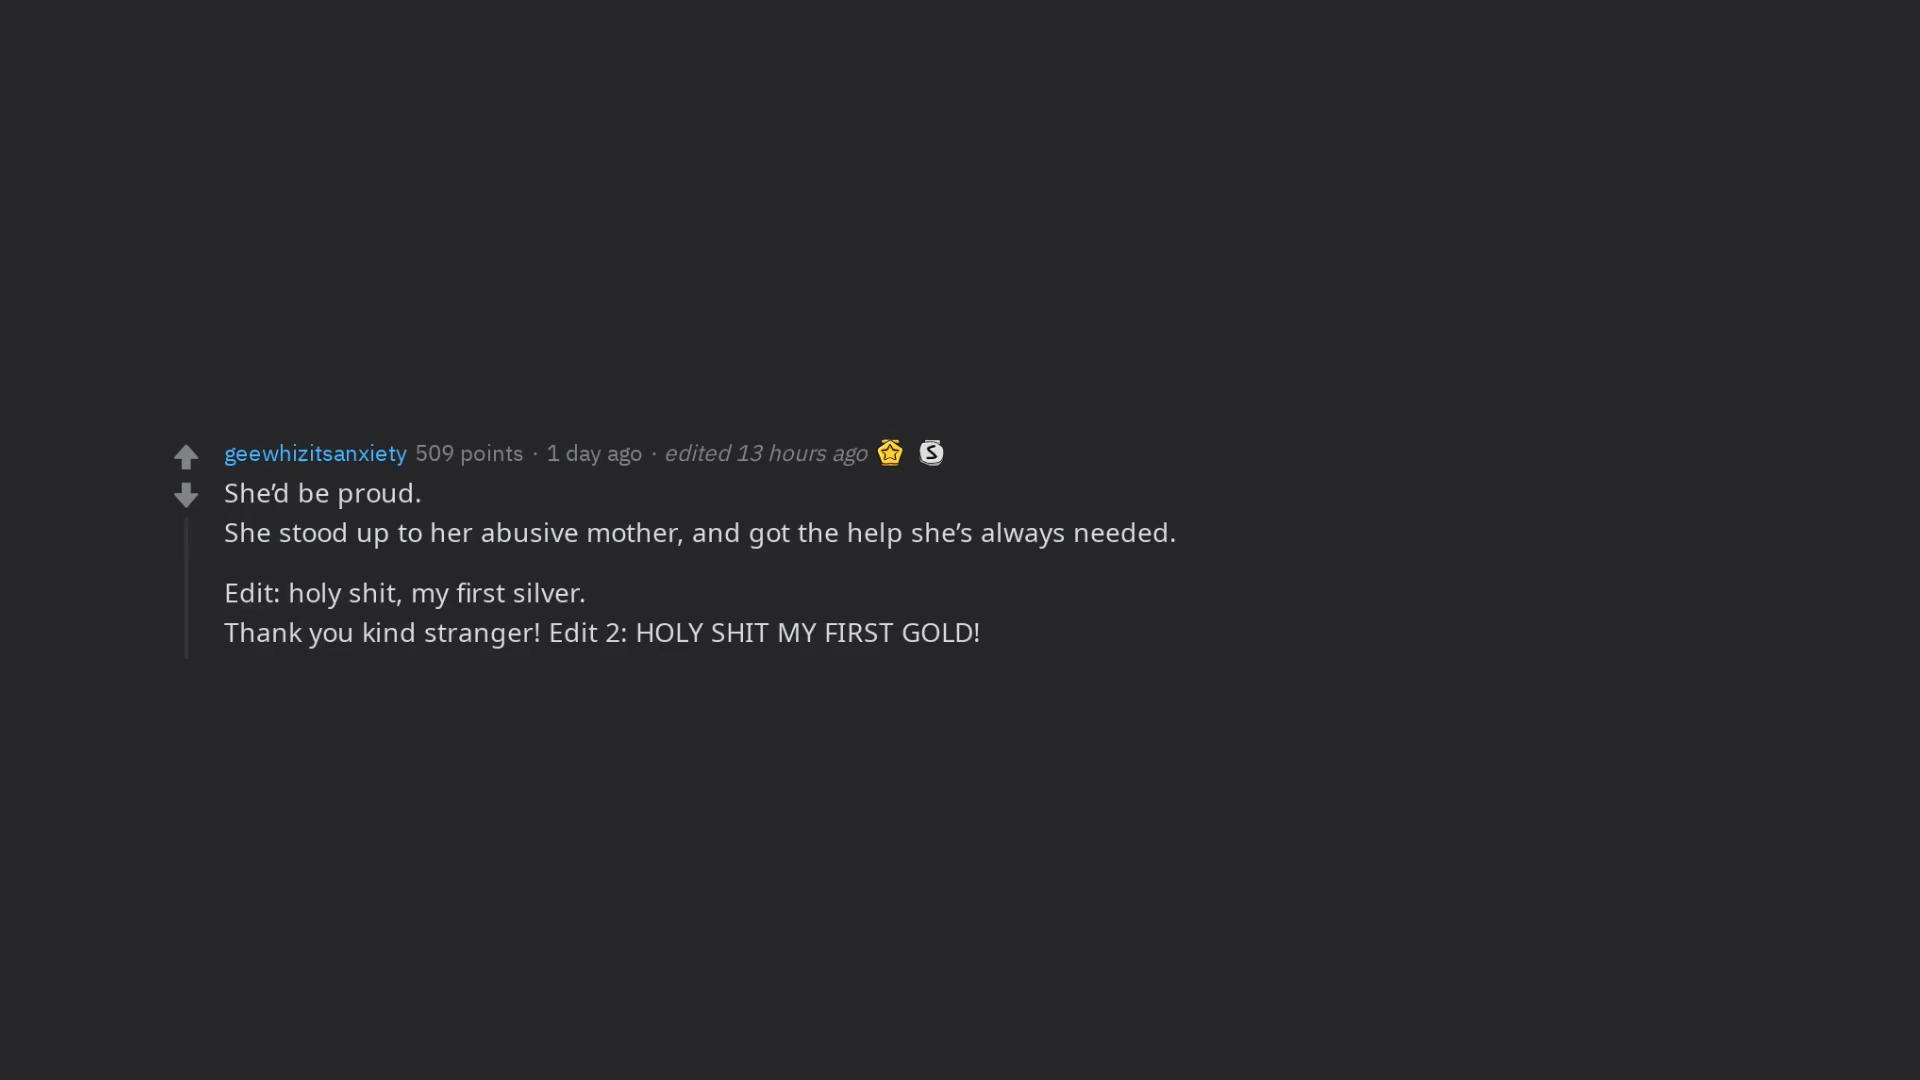 geewhizitsanxiety 509 points · 1 day ago · edited 13 hours ago S
She’d be proud.
She stood up to her abusive mother, and got the help she’s always needed.
Edit: holy shit, my first silver.
Thank you kind stranger! Edit 2: HOLY SHIT MY FIRST GOLD!